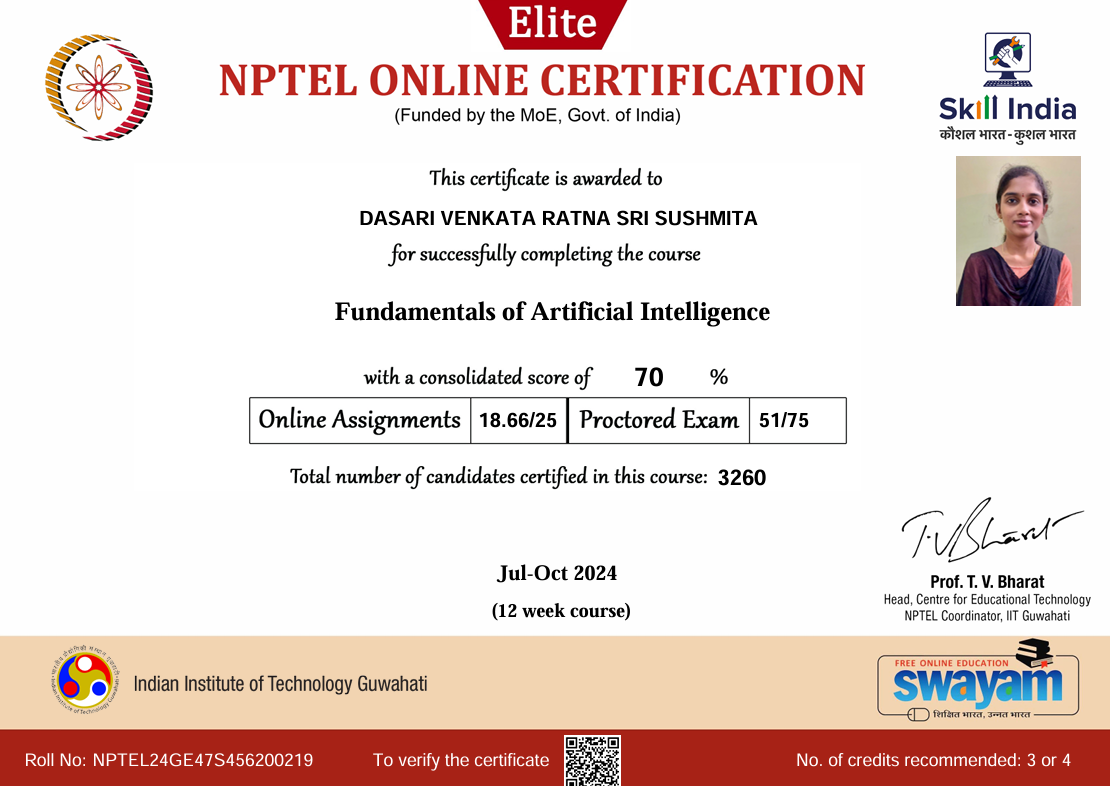 Elite
NPTEL ONLINE CERTIFICATION
(Funded by the MoE, Govt. of India)
Skill India
कौशल भारत - कुशल भारत
This certificate is awarded to
DASARI VENKATA RATNA SRI SUSHMITA
for successfully completing the course
Fundamentals of Artificial Intelligence
with a consolidated score of 70 %
Online Assignments 18.66/25 Proctored Exam 51/75
Total number of candidates certified in this course: 3260
T.V Bharat
Jul-Oct 2024
(12 week course)
Prof. T. V. Bharat
Head, Centre for Educational Technology
NPTEL Coordinator, IIT Guwahati
Indian Institute of Technology Guwahati
Indian Institute of Technology Guwahati
FREE ONLINE EDUCATION
swayam
शिक्षित भारत, उन्नत भारत
Roll No: NPTEL24GE47S456200219
To verify the certificate
No. of credits recommended: 3 or 4